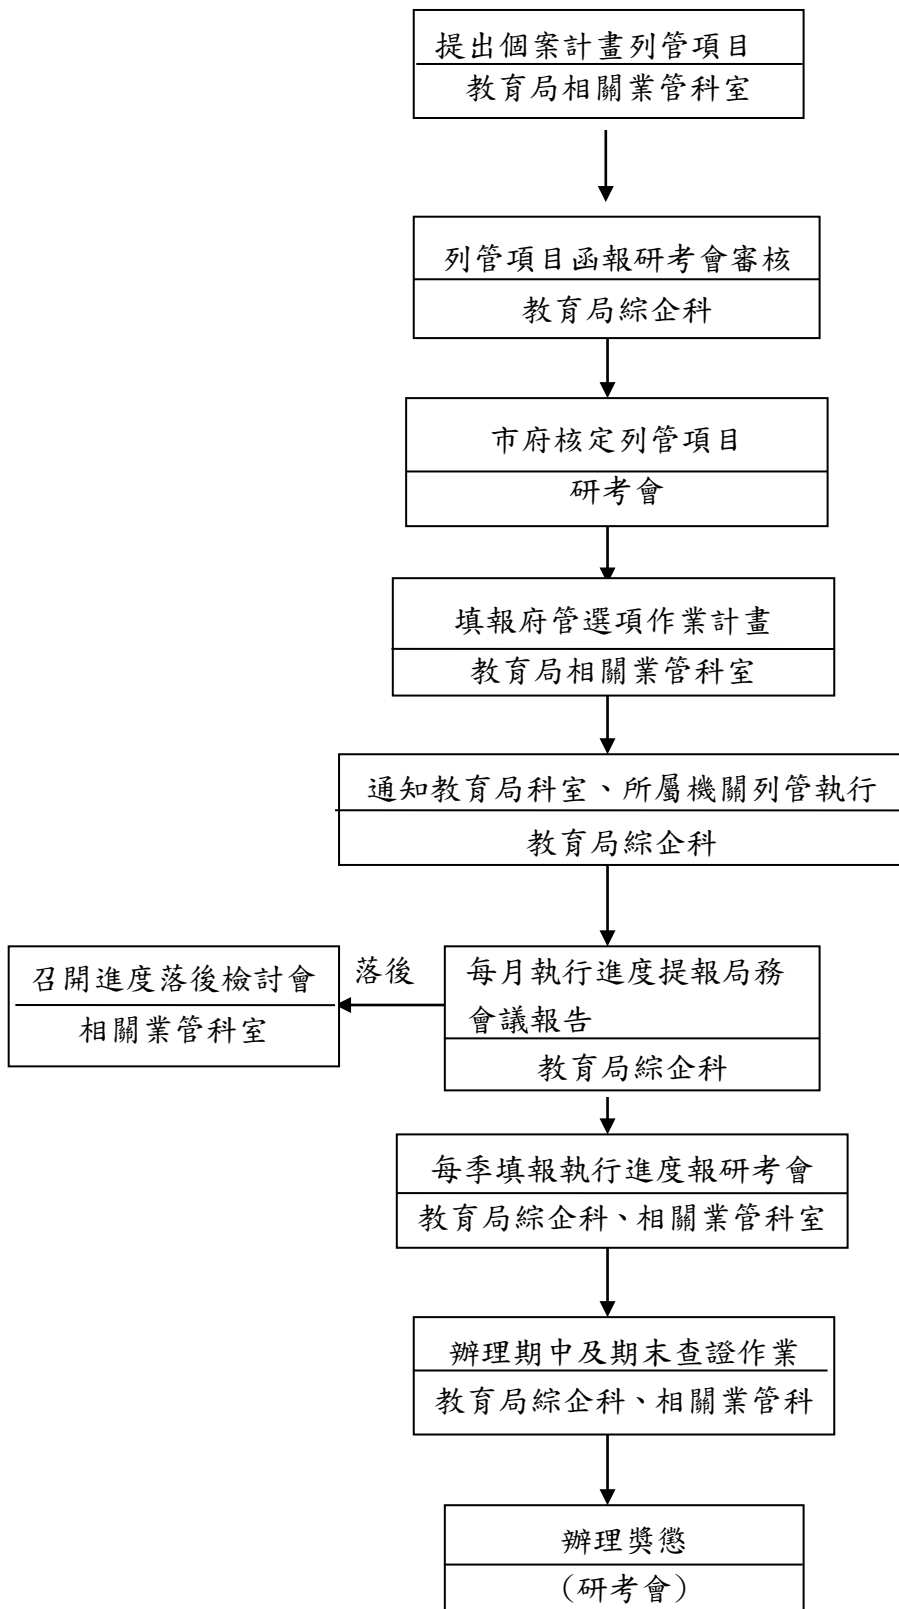 提出個案計畫列管項目
教育局相關業管科室
列管項目函報研考會審核
教育局綜企科
市府核定列管項目
研考會
填報府管選項作業計畫
教育局相關業管科室
通知教育局科室、所屬機關列管執行
教育局綜企科
召開進度落後檢討會
相關業管科室
落後
每月執行進度提報局務
會議報告
教育局綜企科
每季填報執行進度報研考會
教育局綜企科、相關業管科室
辦理期中及期末查證作業
教育局綜企科、相關業管科
辦理獎懲
(研考會)